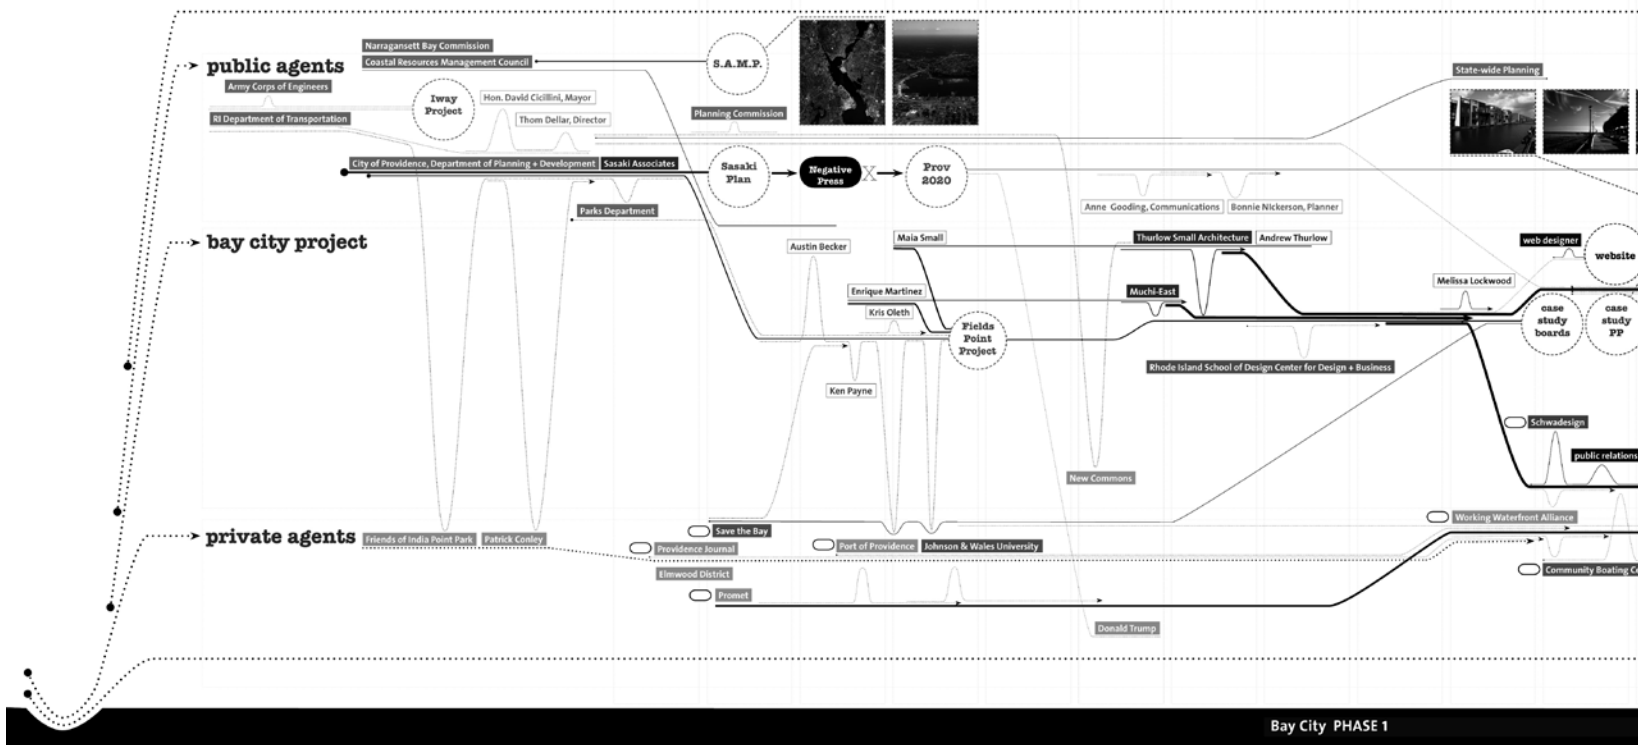 Narragansett Bay Commission
public agents
Coastal Resources Management Council
S.A.M.P.
State-wide Planning
Army Corps of Engineers
Iway
Project
Hon. David Cicillini, Mayor
Thom Dellar, Director
RI Department of Transportation
Planning Commission
City of Providence, Department of Planning + Development
Sasaki Associates
Sasaki
Plan
Negative
Press
X
Prov
2020
Parks Department
Anne Gooding, Communications
Bonnie NIckerson, Planner
bay city project
Austin Becker
Maia Small
Thurlow Small Architecture
Andrew Thurlow
web designer
website
Enrique Martinez
Muchi-East
Melissa Lockwood
Kris Oleth
Fields
Point
Project
case
study
boards
case
study
PP
Ken Payne
Rhode Island School of Design Center for Design + Business
Schwadesign
public relations
New Commons
private agents
Friends of India Point Park
Patrick Conley
Save the Bay
Providence Journal
Port of Providence
Johnson & Wales University
Working Waterfront Alliance
Elmwood District
Community Boating Ce
Promet
Donald Trump
Bay City PHASE 1